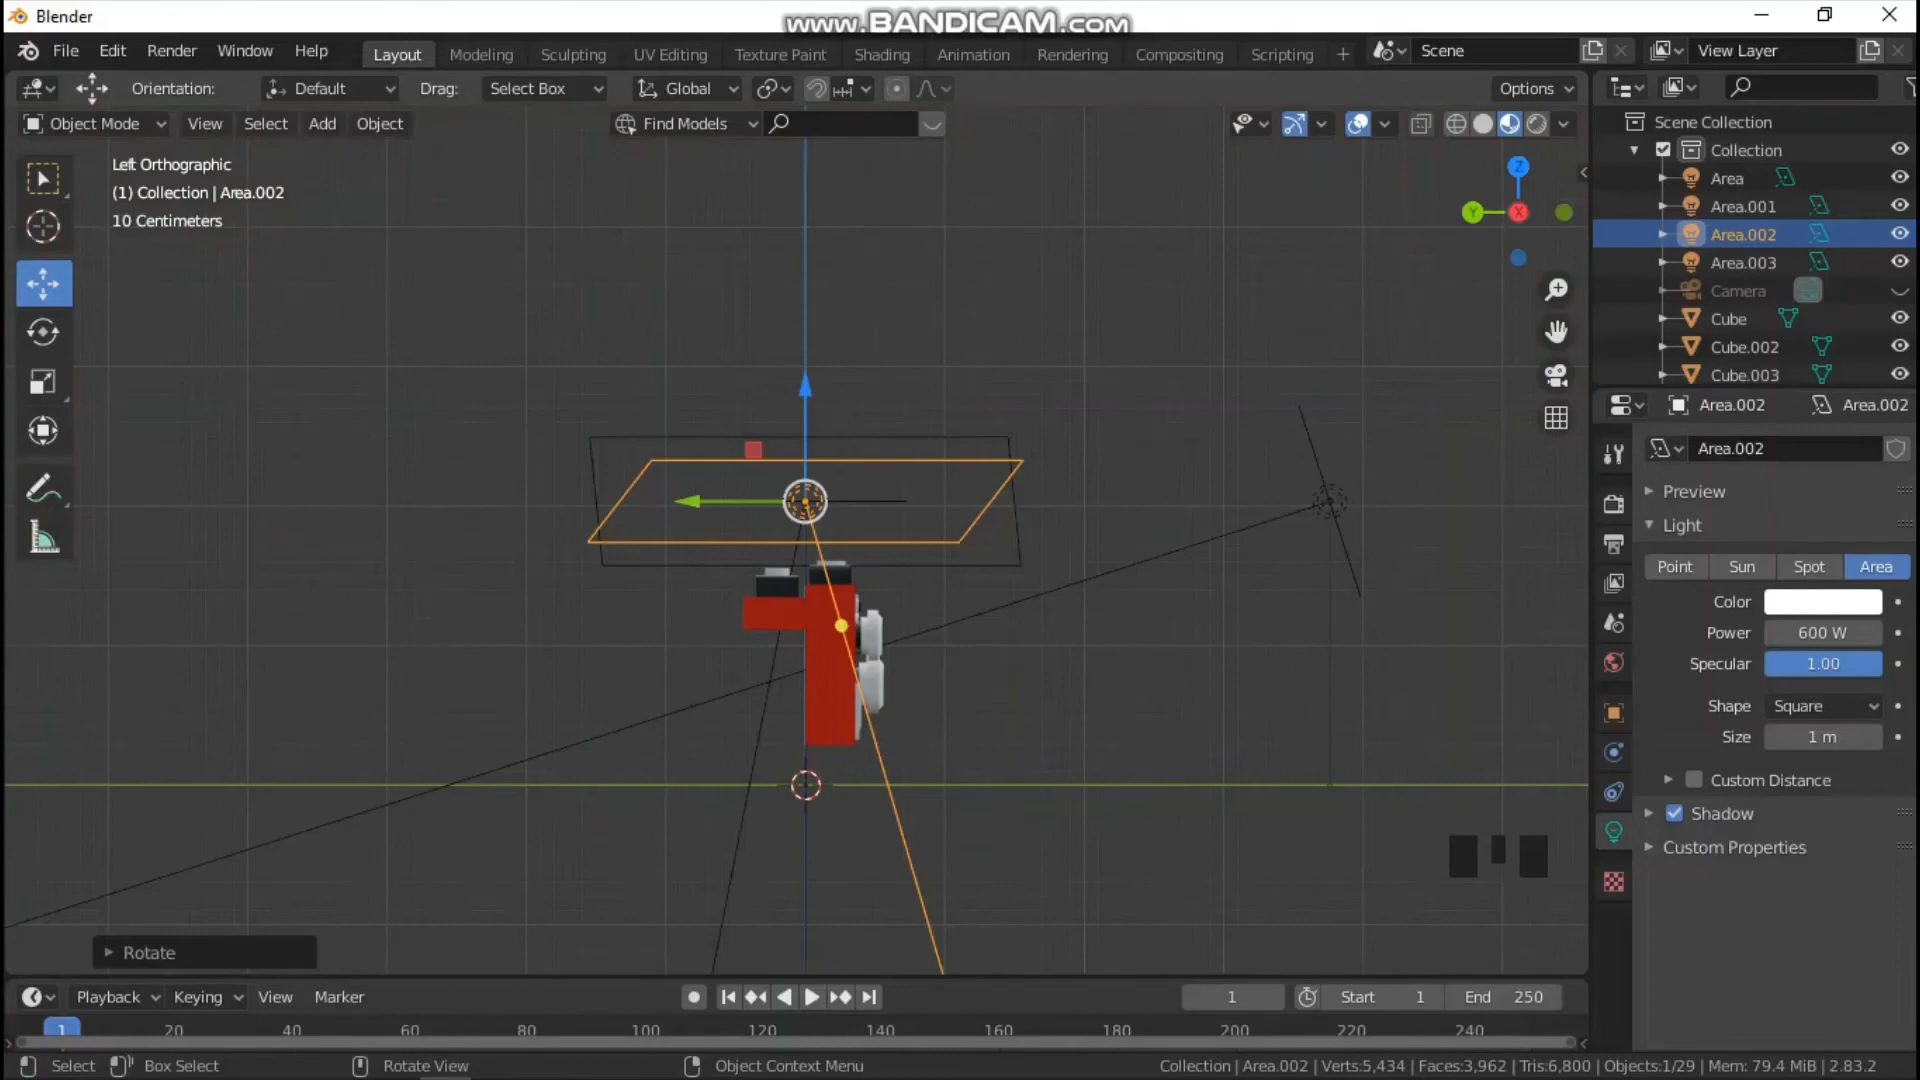 Blender
www.BANDICAM.com
File Edit Render Window Help
Layout Modeling Sculpting UV Editing Texture Paint Shading Animation Rendering Compositing Scripting +
Scene
View Layer
Orientation: Default Drag: Select Box Global Options
Object Mode View Select Add Object Find Models
Left Orthographic
(1) Collection | Area.002
10 Centimeters
Z
Y
X
Scene Collection
Collection
Area
Area.001
Area.002
Area.003
Camera
Cube
Cube.002
Cube.003
Area.002 Area.002
Area.002
Preview
Light
Point Sun Spot Area
Color
Power 600 W
Specular 1.00
Shape Square
Size 1 m
Custom Distance
Shadow
Custom Properties
Rotate
Playback Keying View Marker 1 Start 1 End 250
1 20 40 60 80 100 120 140 160 180 200 220 240
Select Box Select Rotate View Object Context Menu Collection | Area.002 | Verts:5,434 | Faces:3,962 | Tris:6,800 | Objects:1/29 | Mem: 79.4 MiB | 2.83.2